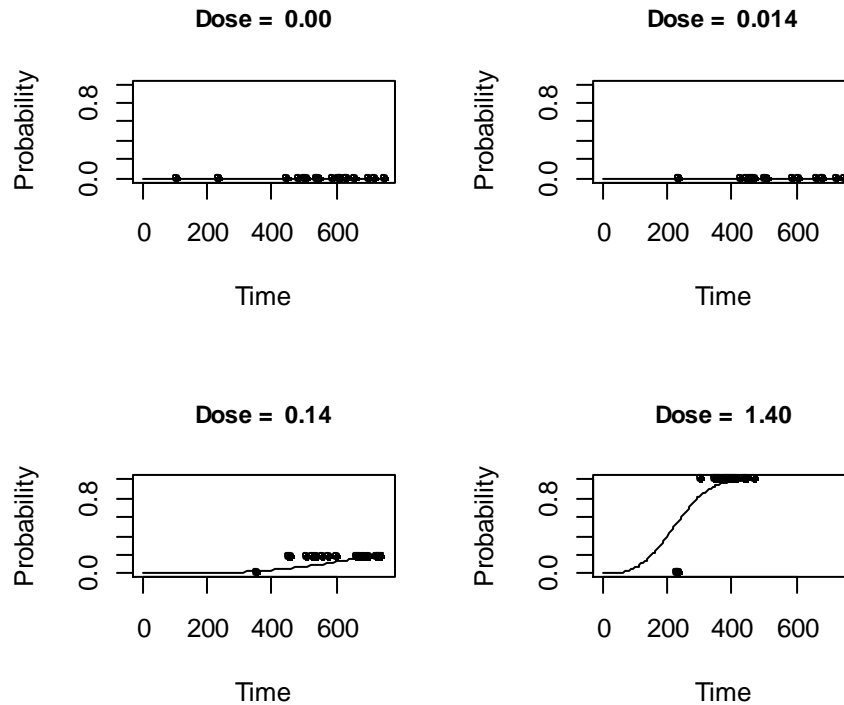 Dose = 0.00
Probability
0.8
0.0
0 200 400 600
Time
Dose = 0.014
Probability
0.8
0.0
0 200 400 600
Time
Dose = 0.14
Probability
0.8
0.0
0 200 400 600
Time
Dose = 1.40
Probability
0.8
0.0
0 200 400 600
Time